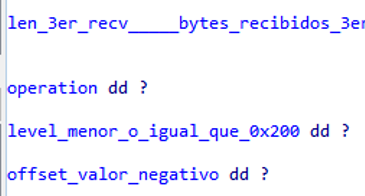 len_3er_recv_____bytes_recibidos_3er
operation dd ?
level_menor_o_igual_que_0x200 dd ?
offset_valor_negativo dd ?